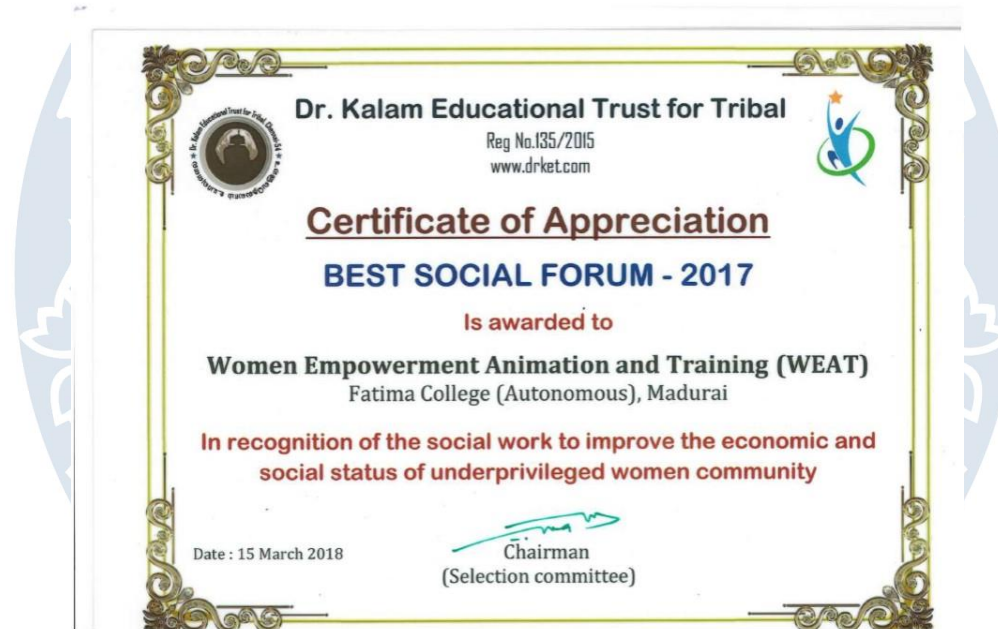 Dr. Kalam Educational Trust for Tribal
Reg No.135/2015
www.drket.com
Certificate of Appreciation
BEST SOCIAL FORUM - 2017
Is awarded to
Women Empowerment Animation and Training (WEAT)
Fatima College (Autonomous), Madurai
In recognition of the social work to improve the economic and
social status of underprivileged women community
Date : 15 March 2018
Chairman
(Selection committee)